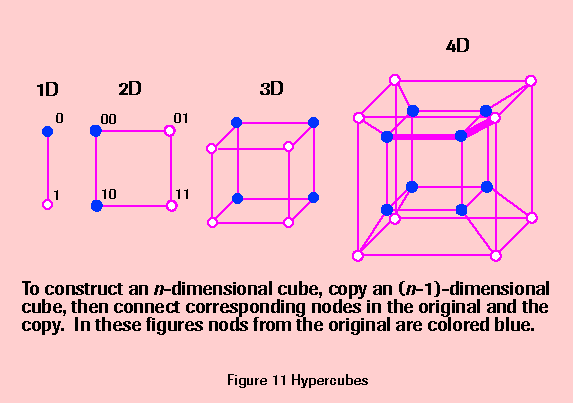 4D
1D 2D 3D
0 00 01
1 10 11
To construct an n-dimensional cube, copy an (n-1)-dimensional
cube, then connect corresponding nodes in the original and the
copy. In these figures nods from the original are colored blue.
Figure 11 Hypercubes